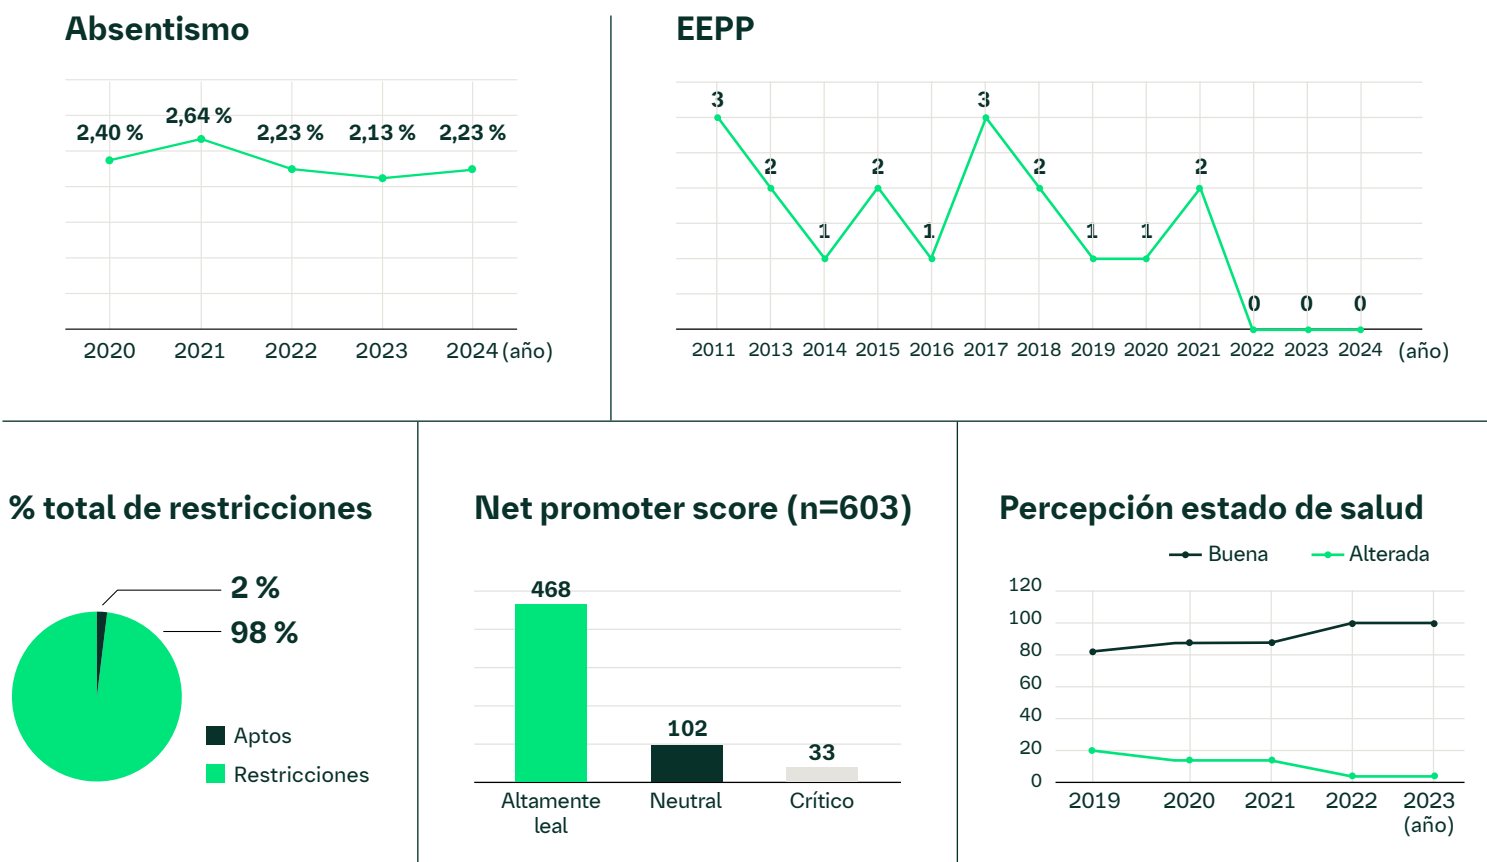 Absentismo
2,40 %
2,64 %
2,23 %
2,13 %
2,23 %
2020 2021 2022 2023 2024 (año)
EEPP
3
2
1
2
1
3
2
1
1
2
0
0
0
2011 2013 2014 2015 2016 2017 2018 2019 2020 2021 2022 2023 2024 (año)
% total de restricciones
2 %
98 %
Aptos
Restricciones
Net promoter score (n=603)
468
102
33
Altamente
leal
Neutral
Crítico
Percepción estado de salud
Buena
Alterada
120
100
80
60
40
20
0
2019 2020 2021 2022 2023
(año)